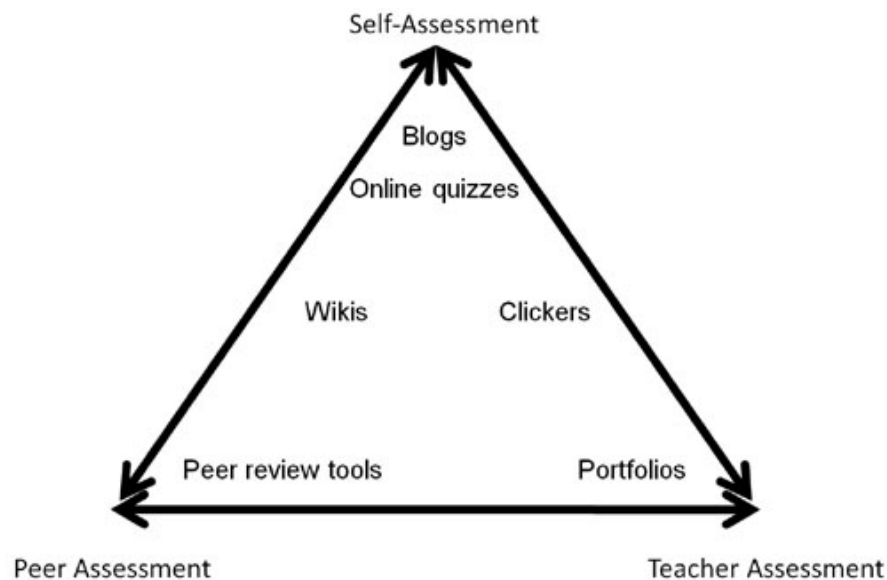 Self-Assessment
Blogs
Online quizzes
Wikis
Clickers
Peer review tools
Portfolios
Peer Assessment
Teacher Assessment